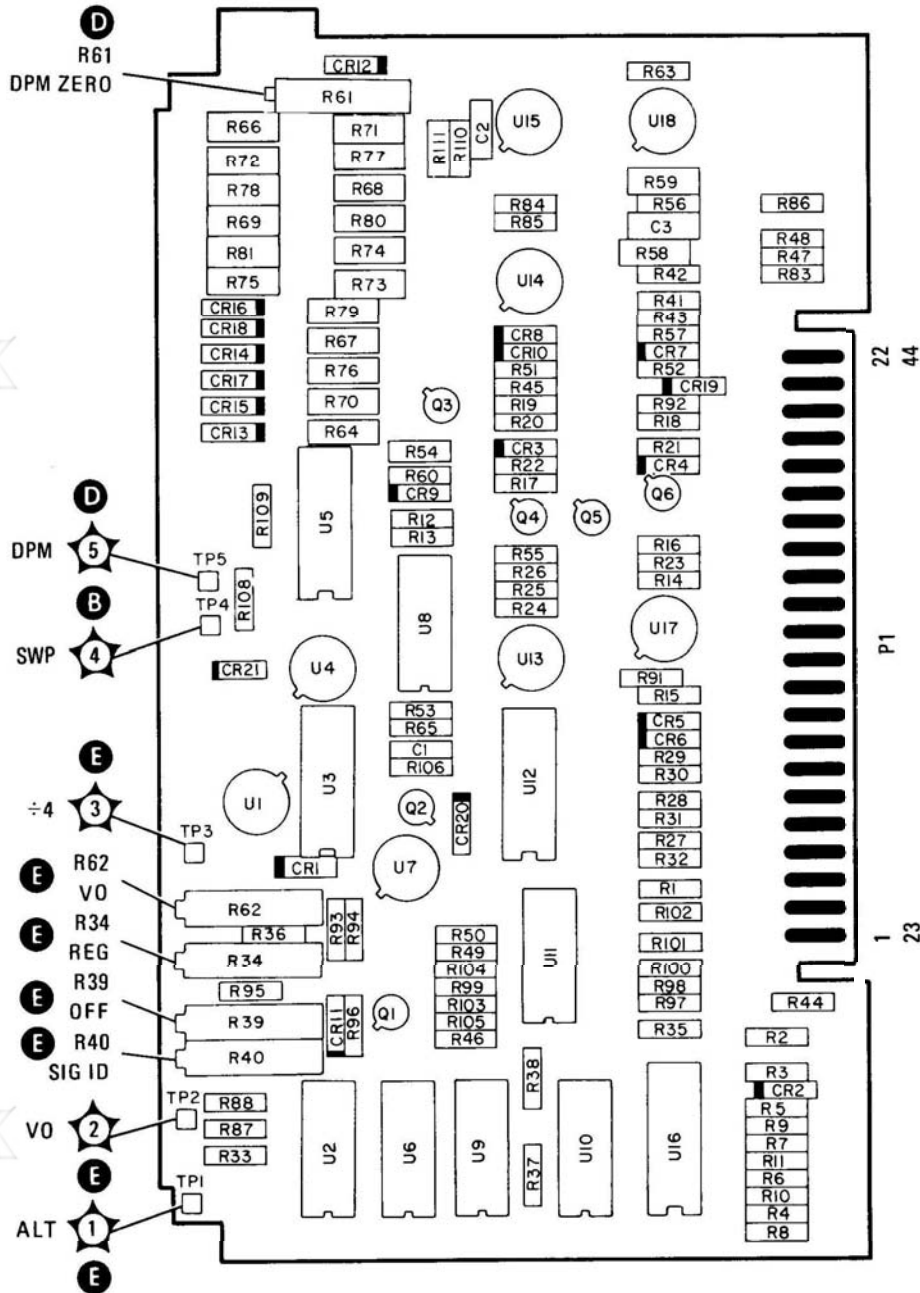 D
R61
DPM ZERO
CR12
R61
R63
R66
R71
R111
R110
C2
U15
U18
R72
R77
R78
R68
R59
R84
R56
R86
R69
R80
R85
C3
R48
R81
R74
R58
R47
R75
R73
U14
R42
R83
CR16
R79
R41
CR18
R43
R67
CR8
R57
CR14
CR10
CR7
R76
R51
R52
CR17
R45
CR19
R70
Q3
R19
R92
CR15
R20
R18
CR13
R64
R54
CR3
R21
R22
CR4
R60
R17
CR9
Q6
D
R109
U5
R12
Q4
Q5
R13
DPM
5
TP5
R55
R16
R26
R23
B
R108
TP4
U8
R25
R14
R24
SWP
4
U17
U4
U13
CR21
R91
R15
R53
CR5
R65
CR6
E
C1
R29
R106
R30
U3
U12
U1
Q2
CR20
R28
÷4
3
R31
TP3
R27
R32
CR1
U7
R62
E
VO
R62
R1
R102
R93
R94
U11
R34
R36
R50
E
REG
R34
R49
R101
R104
R39
R95
R99
R100
E
OFF
R103
R98
R39
CR11
R96
Q1
R105
R97
R44
E
R40
R46
R35
R2
SIG ID
R40
R38
R3
TP2
R88
CR2
R5
VO
2
R87
R9
U2
U6
U9
U10
U16
R7
R33
R11
E
R37
R6
TP1
R10
R4
ALT
1
R8
E
22
44
P1
1
23